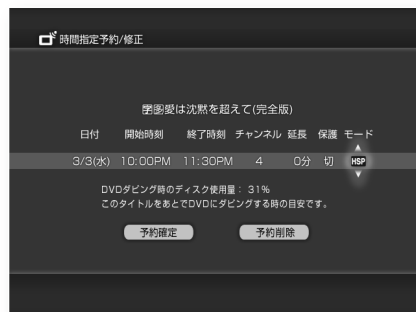 時間指定予約/修正
愛は沈黙を超えて(完全版)
日付 開始時刻 終了時刻 チャンネル 延長 保護 モード
3/3(水) 10:00PM 11:30PM 4 0分 切 HSP
DVDダビング時のディスク使用量: 31%
このタイトルをあとでDVDにダビングする時の目安です。
予約確定 予約削除